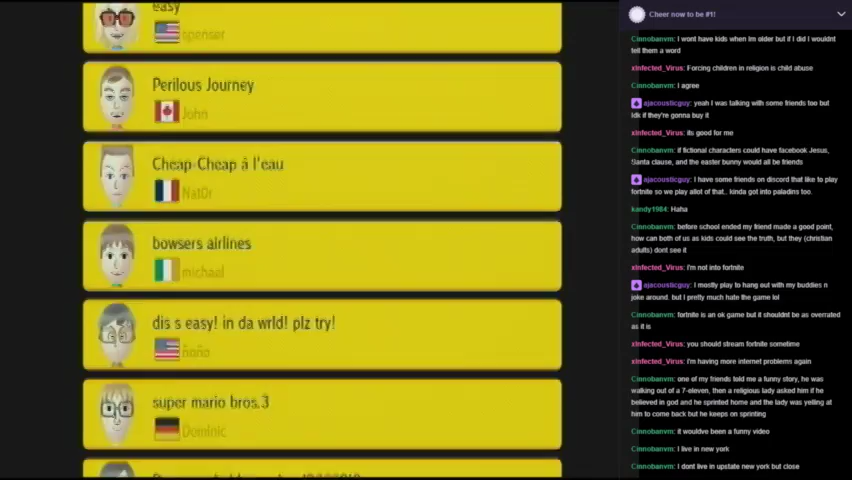 easy
spenser
Perilous Journey
John
Cheap-Cheap à l'eau
Nat0r
bowsers airlines
michael
dis s easy! in da wrld! plz try!
ñoño
super mario bros.3
Dominic
Cheer now to be #1!
Cinnobanvm: I wont have kids when Im older but if I did I wouldnt
tell them a word
xInfected_Virus: Forcing children in religion is child abuse
Cinnobanvm: I agree
ajacousticguy: yeah I was talking with some friends too but
Idk if they're gonna buy it
xInfected_Virus: its good for me
Cinnobanvm: if fictional characters could have facebook Jesus,
Santa clause, and the easter bunny would all be friends
ajacousticguy: I have some friends on discord that like to play
fortnite so we play allot of that.. kinda got into paladins too.
kandy1984: Haha
Cinnobanvm: before school ended my friend made a good point,
how can both of us as kids could see the truth, but they (christian
adults) dont see it
xInfected_Virus: i'm not into fortnite
ajacousticguy: I mostly play to hang out with my buddies n
joke around. but I pretty much hate the game lol
Cinnobanvm: fortnite is an ok game but it shouldnt be as overrated
as it is
xInfected_Virus: you should stream fortnite sometime
xInfected_Virus: i'm having more internet problems again
Cinnobanvm: one of my friends told me a funny story, he was
walking out of a 7-eleven, then a religious lady asked him if he
believed in god and he sprinted home and the lady was yelling at
him to come back but he keeps on sprinting
Cinnobanvm: it wouldve been a funny video
Cinnobanvm: I live in new york
Cinnobanvm: I dont live in upstate new york but close